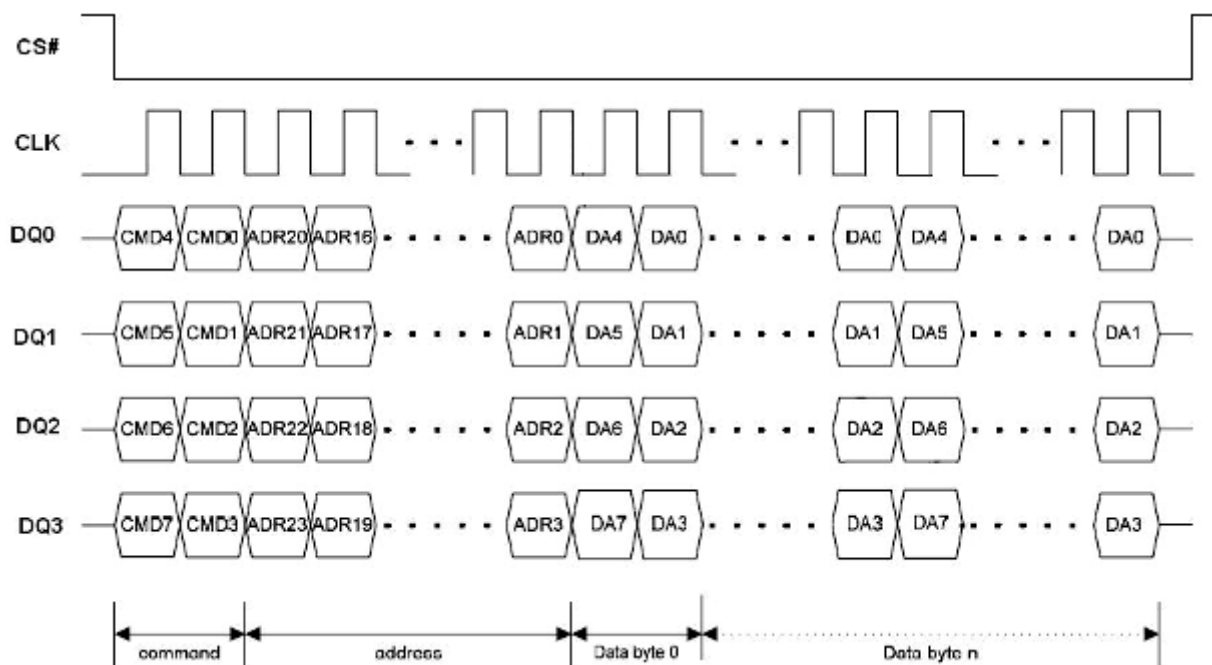 CS#
CLK
DQ0 CMD4 CMD0 ADR20 ADR16 ADR0 DA4 DA0 DA0 DA4 DA0
DQ1 CMD5 CMD1 ADR21 ADR17 ADR1 DA5 DA1 DA1 DA5 DA1
DQ2 CMD6 CMD2 ADR22 ADR18 ADR2 DA6 DA2 DA2 DA6 DA2
DQ3 CMD7 CMD3 ADR23 ADR19 ADR3 DA7 DA3 DA3 DA7 DA3
command address Data byte 0 Data byte n